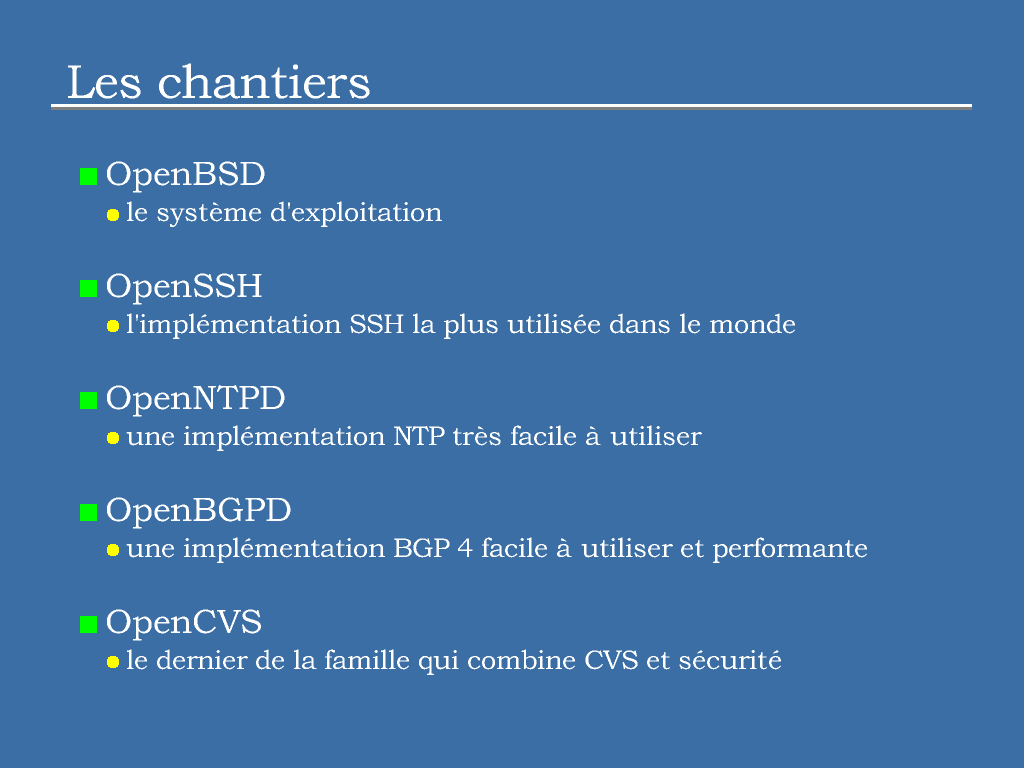 Les chantiers
OpenBSD
le système d'exploitation
OpenSSH
l'implémentation SSH la plus utilisée dans le monde
OpenNTPD
une implémentation NTP très facile à utiliser
OpenBGPD
une implémentation BGP 4 facile à utiliser et performante
OpenCVS
le dernier de la famille qui combine CVS et sécurité